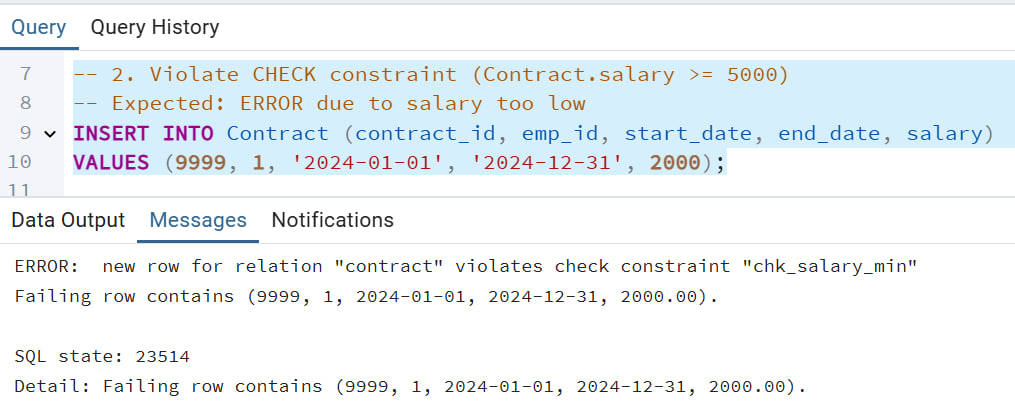 Query Query History
7 -- 2. Violate CHECK constraint (Contract.salary >= 5000)
8 -- Expected: ERROR due to salary too low
9 INSERT INTO Contract (contract_id, emp_id, start_date, end_date, salary)
10 VALUES (9999, 1, '2024-01-01', '2024-12-31', 2000);
11
Data Output Messages Notifications
ERROR:  new row for relation "contract" violates check constraint "chk_salary_min"
Failing row contains (9999, 1, 2024-01-01, 2024-12-31, 2000.00).
SQL state: 23514
Detail: Failing row contains (9999, 1, 2024-01-01, 2024-12-31, 2000.00).